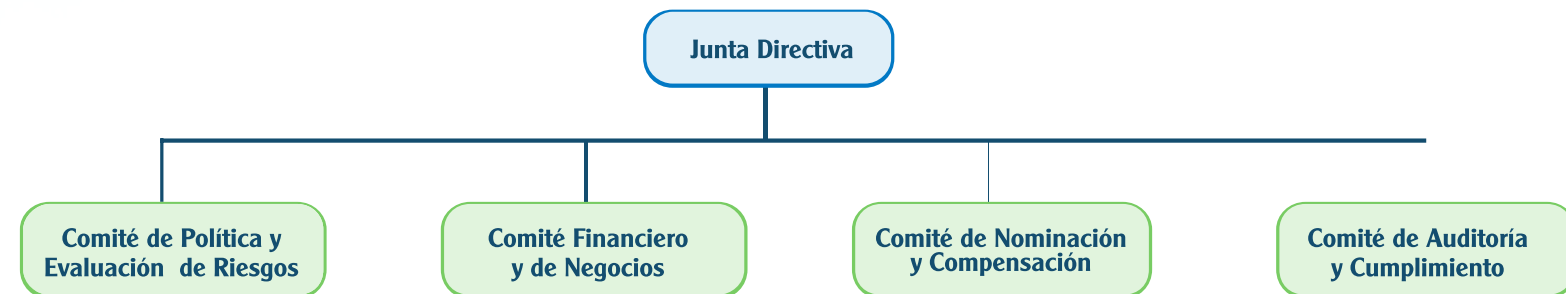 Junta Directiva
Comité de Política y
Evaluación de Riesgos
Comité Financiero
y de Negocios
Comité de Nominación
y Compensación
Comité de Auditoría
y Cumplimiento